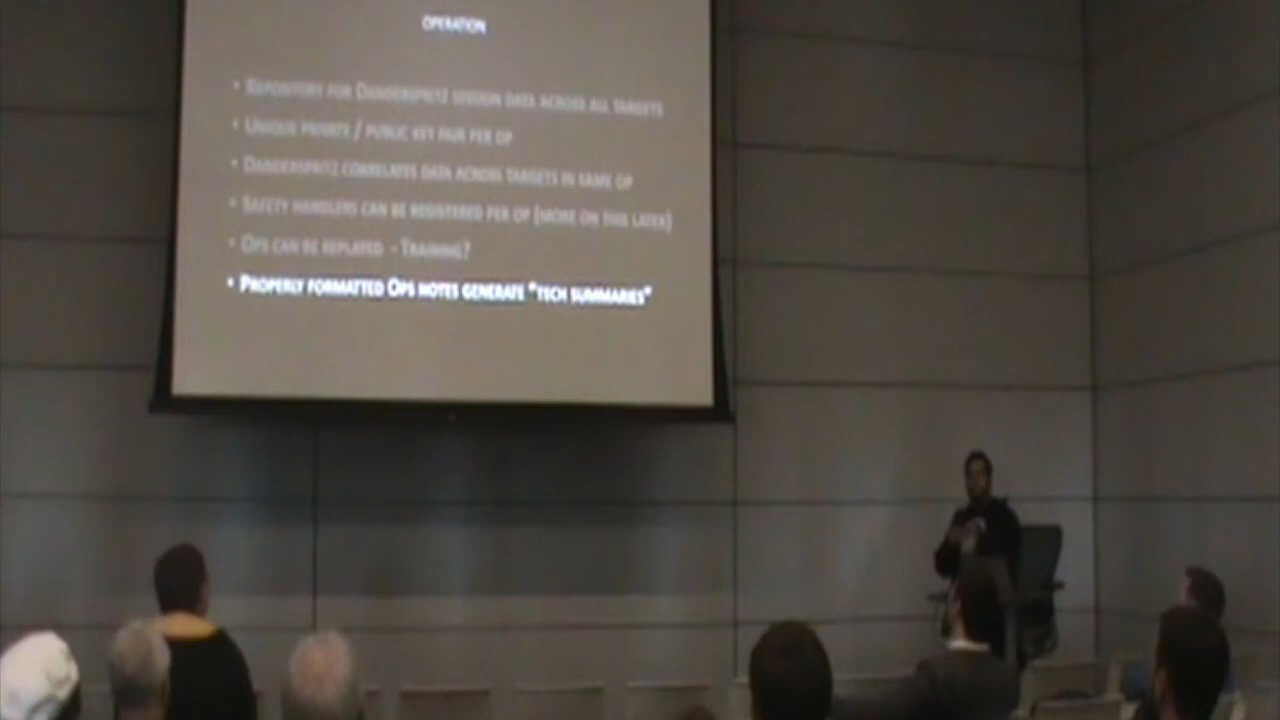 OPERATION
• REPOSITORY FOR DANDERSPRITZ SESSION DATA ACROSS ALL TARGETS
• UNIQUE PRIVATE / PUBLIC KEY PAIR PER OP
• DANDERSPRITZ CORRELATES DATA ACROSS TARGETS IN SAME OP
• SAFETY HANDLERS CAN BE REGISTERED PER OP (MORE ON THIS LATER)
• OPS CAN BE REPLAYED - TRAINING?
• PROPERLY FORMATTED OPS NOTES GENERATE "TECH SUMMARIES"